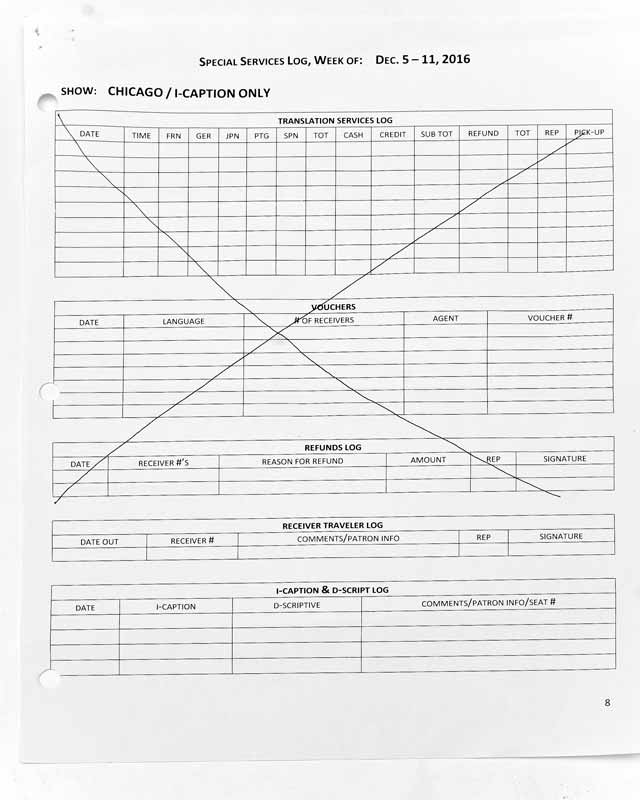 SPECIAL SERVICES LOG, WEEK OF: DEC. 5 – 11, 2016
SHOW: CHICAGO / I-CAPTION ONLY
TRANSLATION SERVICES LOG
DATE TIME FRN GER JPN PTG SPN TOT CASH CREDIT SUB TOT REFUND TOT REP PICK-UP
VOUCHERS
DATE LANGUAGE # OF RECEIVERS AGENT VOUCHER #
REFUNDS LOG
DATE RECEIVER #'S REASON FOR REFUND AMOUNT REP SIGNATURE
RECEIVER TRAVELER LOG
DATE OUT RECEIVER # COMMENTS/PATRON INFO REP SIGNATURE
I-CAPTION & D-SCRIPT LOG
DATE I-CAPTION D-SCRIPTIVE COMMENTS/PATRON INFO/SEAT #
8